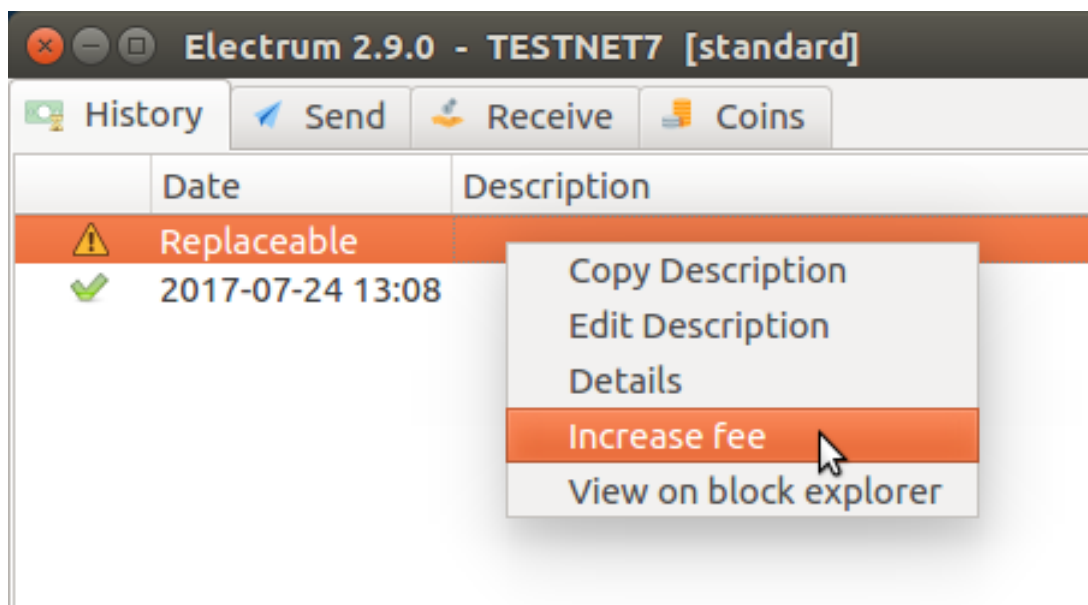 Electrum 2.9.0 - TESTNET7 [standard]
History Send Receive Coins
Date Description
Replaceable
2017-07-24 13:08
Copy Description
Edit Description
Details
Increase fee
View on block explorer